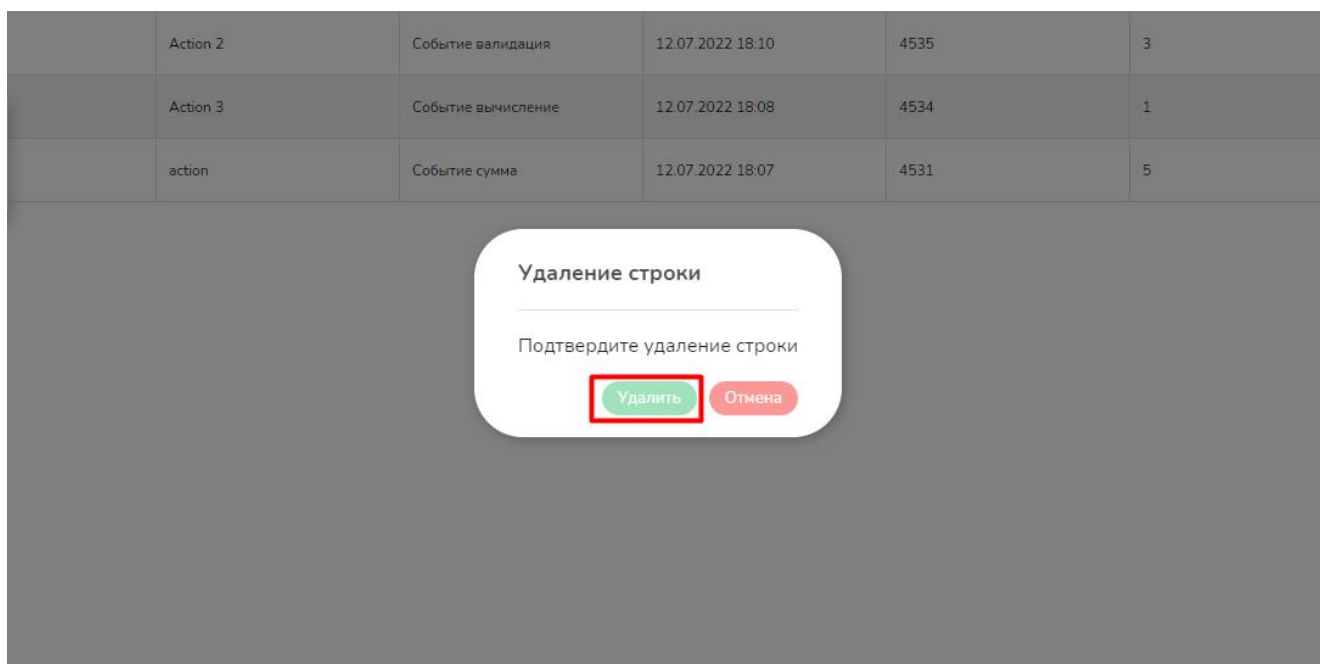 Action 2 Событие валидация 12.07.2022 18:10 4535 3
Action 3 Событие вычисление 12.07.2022 18:08 4534 1
action Событие сумма 12.07.2022 18:07 4531 5
Удаление строки
Подтвердите удаление строки
Удалить Отмена